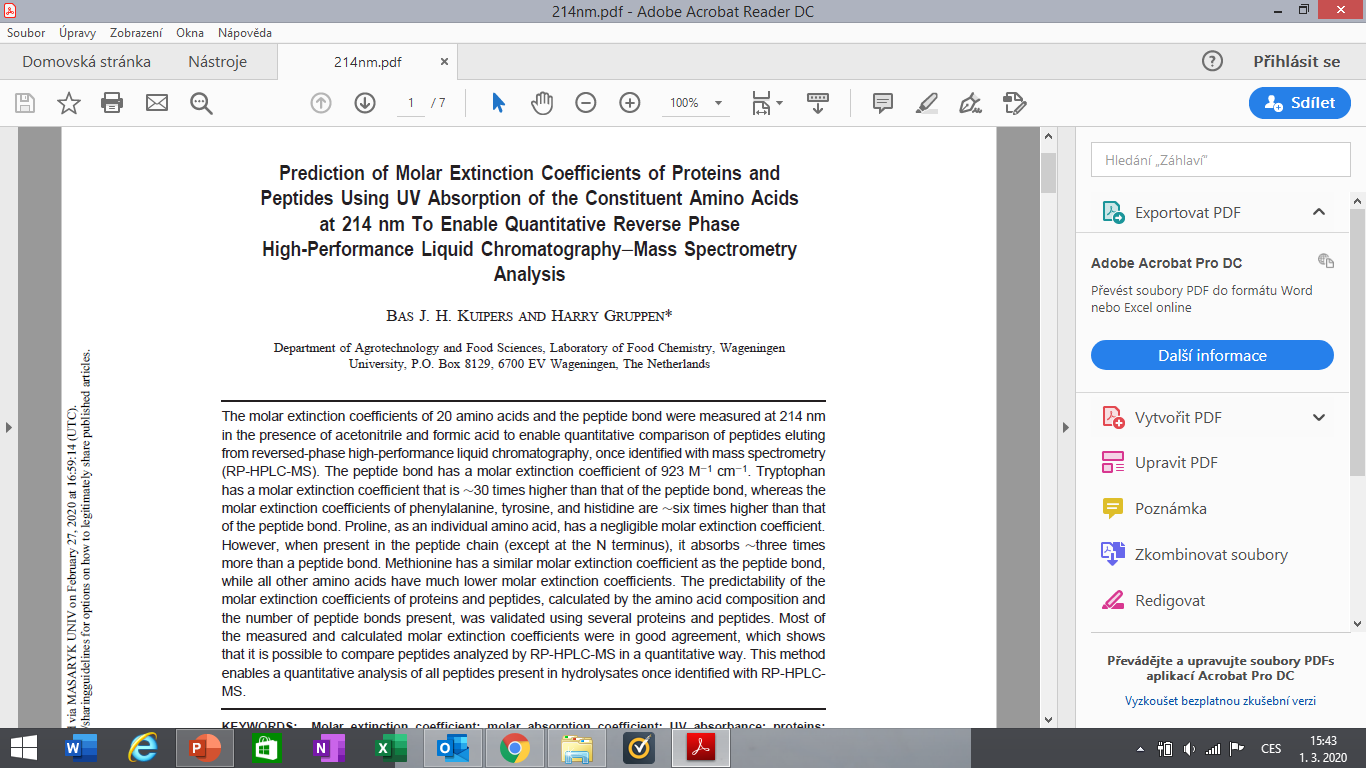 214nm.pdf - Adobe Acrobat Reader DC
Soubor Úpravy Zobrazení Okna Nápověda
Domovská stránka Nástroje 214nm.pdf × Přihlásit se
1 / 7 100% Sdílet
Prediction of Molar Extinction Coefficients of Proteins and
Peptides Using UV Absorption of the Constituent Amino Acids
at 214 nm To Enable Quantitative Reverse Phase
High-Performance Liquid Chromatography−Mass Spectrometry
Analysis
BAS J. H. KUIPERS AND HARRY GRUPPEN*
Department of Agrotechnology and Food Sciences, Laboratory of Food Chemistry, Wageningen
University, P.O. Box 8129, 6700 EV Wageningen, The Netherlands
The molar extinction coefficients of 20 amino acids and the peptide bond were measured at 214 nm
in the presence of acetonitrile and formic acid to enable quantitative comparison of peptides eluting
from reversed-phase high-performance liquid chromatography, once identified with mass spectrometry
(RP-HPLC-MS). The peptide bond has a molar extinction coefficient of 923 M⁻¹ cm⁻¹. Tryptophan
has a molar extinction coefficient that is ∼30 times higher than that of the peptide bond, whereas the
molar extinction coefficients of phenylalanine, tyrosine, and histidine are ∼six times higher than that
of the peptide bond. Proline, as an individual amino acid, has a negligible molar extinction coefficient.
However, when present in the peptide chain (except at the N terminus), it absorbs ∼three times
more than a peptide bond. Methionine has a similar molar extinction coefficient as the peptide bond,
while all other amino acids have much lower molar extinction coefficients. The predictability of the
molar extinction coefficients of proteins and peptides, calculated by the amino acid composition and
the number of peptide bonds present, was validated using several proteins and peptides. Most of
the measured and calculated molar extinction coefficients were in good agreement, which shows
that it is possible to compare peptides analyzed by RP-HPLC-MS in a quantitative way. This method
enables a quantitative analysis of all peptides present in hydrolysates once identified with RP-HPLC-
MS.
KEYWORDS: Molar extinction coefficient; molar absorption coefficient; UV absorbance; proteins;
via MASARYK UNIV on February 27, 2020 at 16:59:14 (UTC).
sharingguidelines for options on how to legitimately share published articles.
Hledání „Záhlaví“
Exportovat PDF
Adobe Acrobat Pro DC
Převést soubory PDF do formátu Word
nebo Excel online
Další informace
Vytvořit PDF
Upravit PDF
Poznámka
Zkombinovat soubory
Redigovat
Převádějte a upravujte soubory PDFs
aplikací Acrobat Pro DC
Vyzkoušet bezplatnou zkušební verzi
CES 15:43
1. 3. 2020